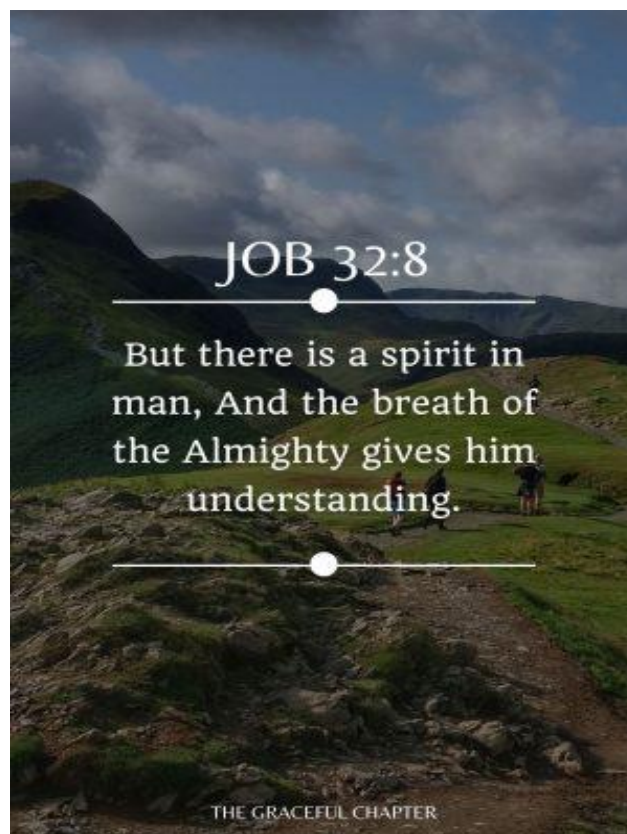 JOB 32:8
But there is a spirit in
man, And the breath of
the Almighty gives him
understanding.
THE GRACEFUL CHAPTER